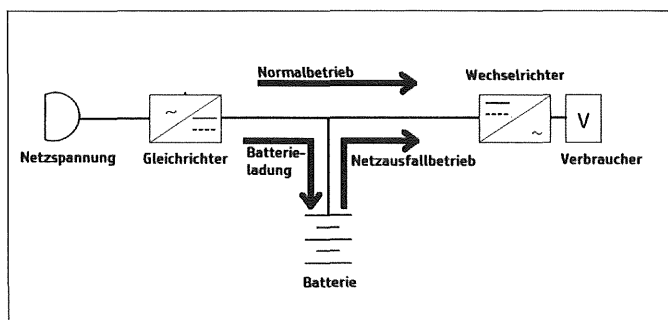 Normalbetrieb
Wechselrichter
~
~
V
Netzspannung
Gleichrichter
Batterie-
ladung
Netzausfallbetrieb
Verbraucher
Batterie